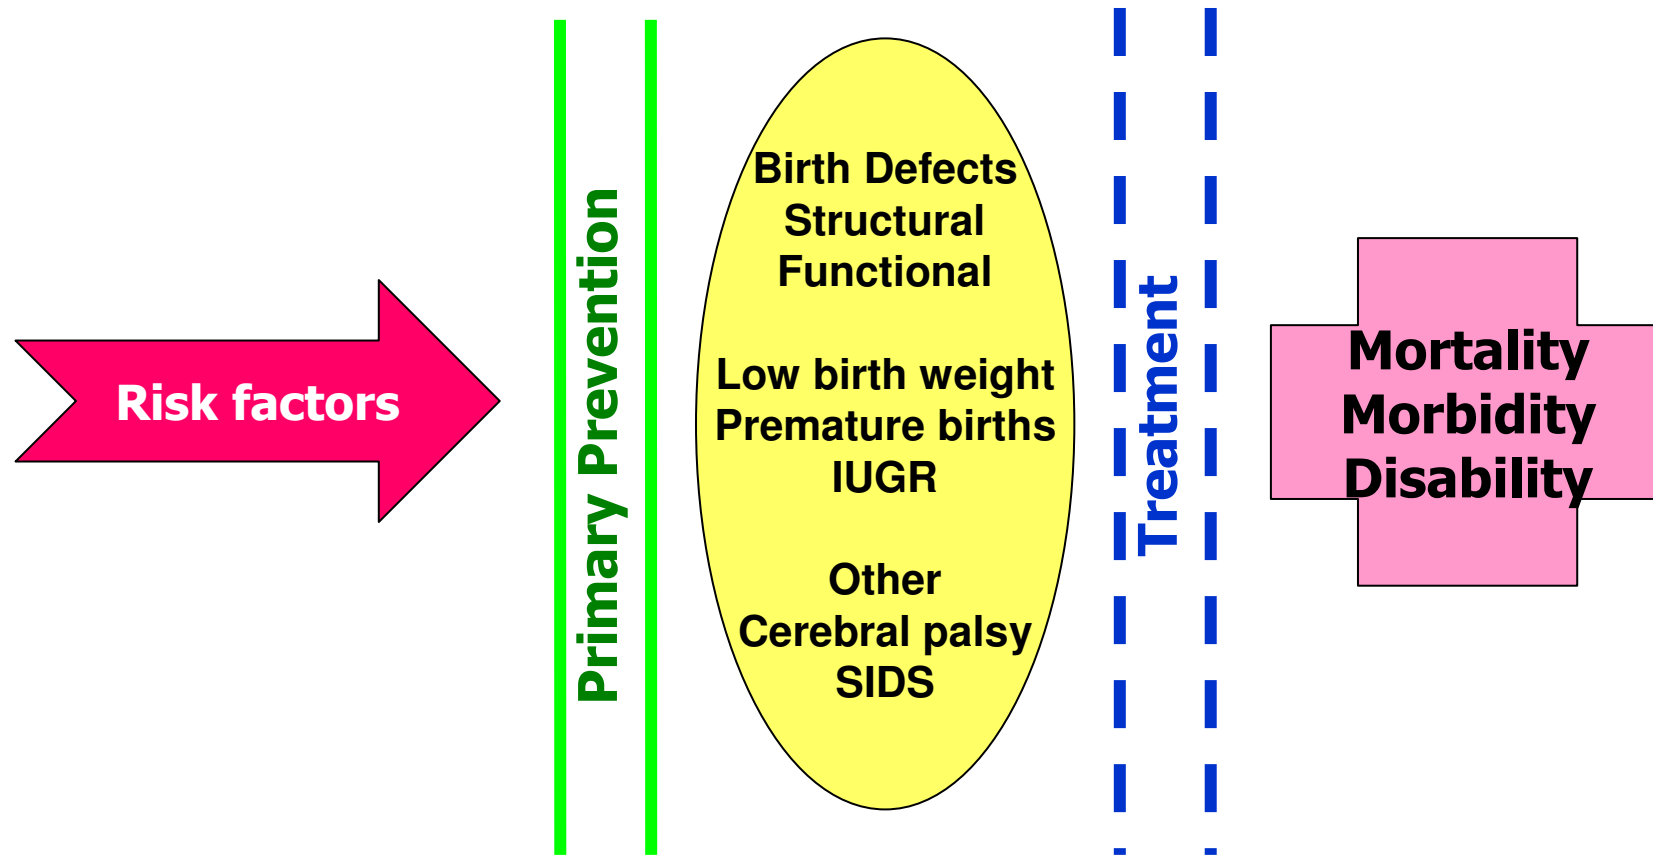 Risk factors
Primary Prevention
Birth Defects
Structural
Functional
Low birth weight
Premature births
IUGR
Other
Cerebral palsy
SIDS
Treatment
Mortality
Morbidity
Disability